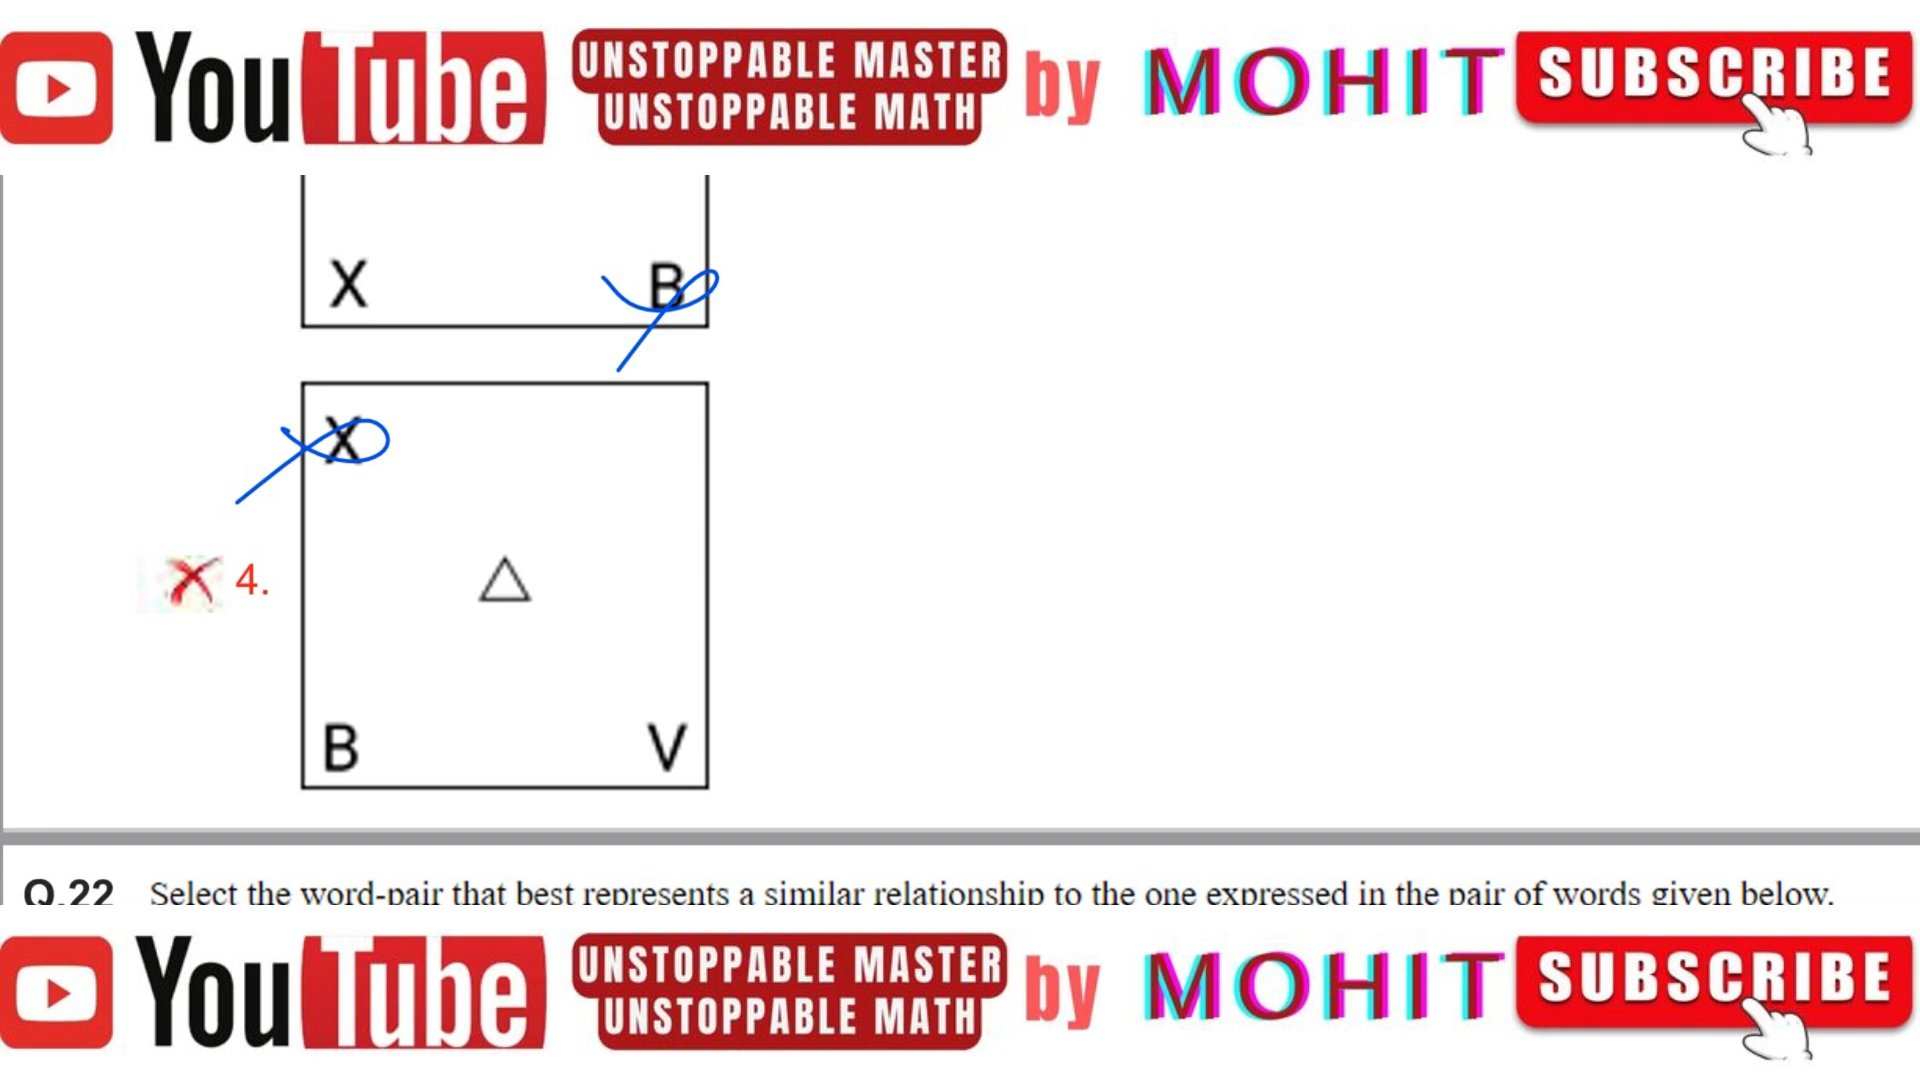 YouTube UNSTOPPABLE MASTER by MOHIT SUBSCRIBE
UNSTOPPABLE MATH
X B
X
4.
B V
Q.22 Select the word-pair that best represents a similar relationship to the one expressed in the pair of words given below.
YouTube UNSTOPPABLE MASTER by MOHIT SUBSCRIBE
UNSTOPPABLE MATH